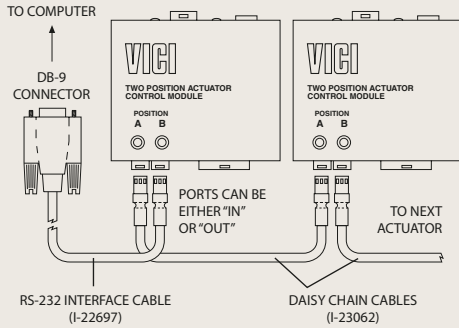 TO COMPUTER
DB-9
CONNECTOR
VICI
TWO POSITION ACTUATOR
CONTROL MODULE
POSITION
A B
VICI
TWO POSITION ACTUATOR
CONTROL MODULE
POSITION
A B
PORTS CAN BE
EITHER "IN"
OR "OUT"
TO NEXT
ACTUATOR
RS-232 INTERFACE CABLE
(I-22697)
DAISY CHAIN CABLES
(I-23062)